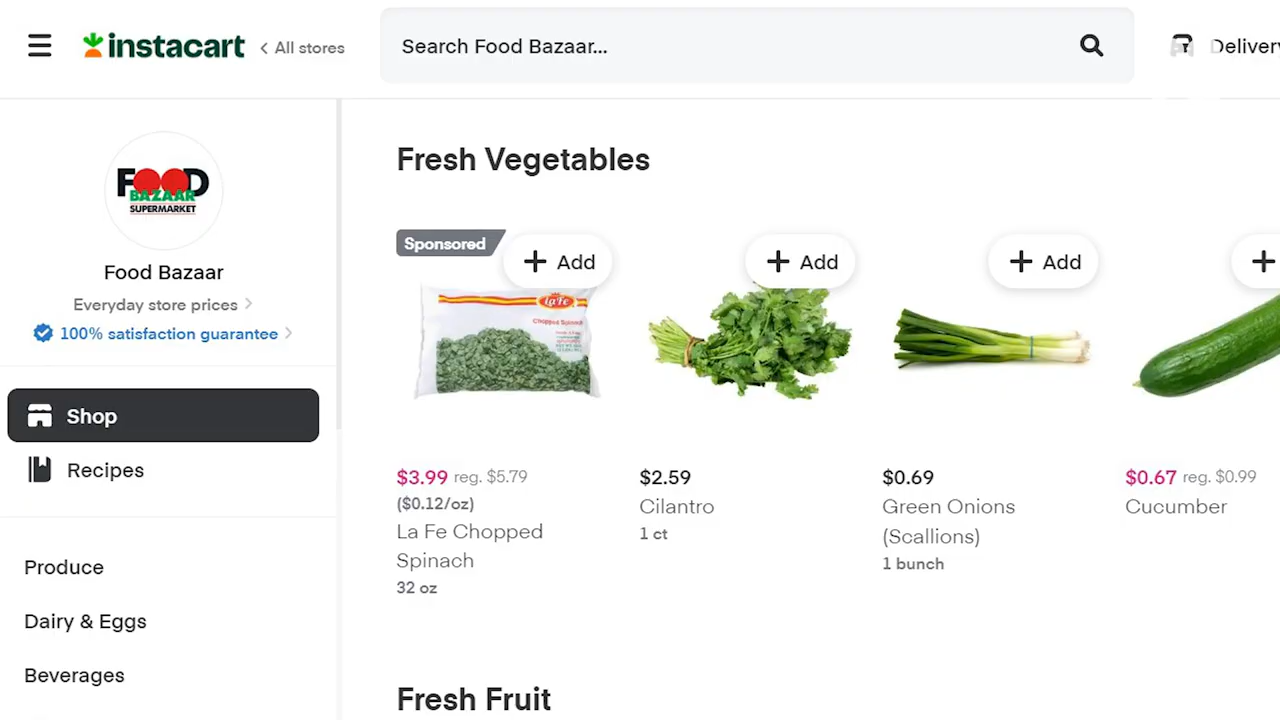 instacart
All stores
Search Food Bazaar...
Delivery
FOOD
BAZAAR
SUPERMARKET
Food Bazaar
Everyday store prices
100% satisfaction guarantee
Shop
Recipes
Produce
Dairy & Eggs
Beverages
Fresh Vegetables
Sponsored
Add
Add
Add
La Fe
Chopped Spinach
$3.99 reg. $5.79
($0.12/oz)
La Fe Chopped
Spinach
32 oz
$2.59
Cilantro
1 ct
$0.69
Green Onions
(Scallions)
1 bunch
$0.67 reg. $0.99
Cucumber
Fresh Fruit